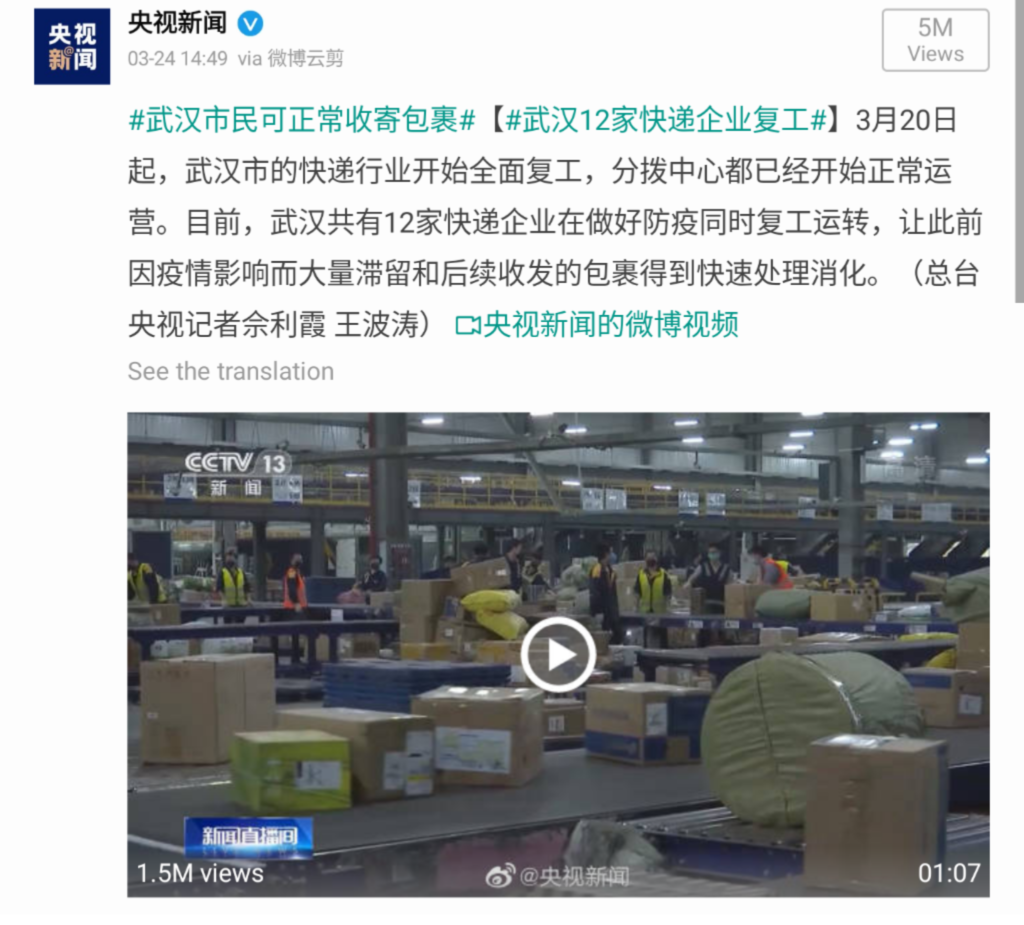 央视
新闻
央视新闻
5M
Views
03-24 14:49 via 微博云剪
#武汉市民可正常收寄包裹#【#武汉12家快递企业复工#】3月20日
起，武汉市的快递行业开始全面复工，分拨中心都已经开始正常运
营。目前，武汉共有12家快递企业在做好防疫同时复工运转，让此前
因疫情影响而大量滞留和后续收发的包裹得到快速处理消化。（总台
央视记者佘利霞 王波涛） 央视新闻的微博视频
See the translation
CCTV 13
新闻
高清
新闻直播间
1.5M views
@央视新闻
01:07